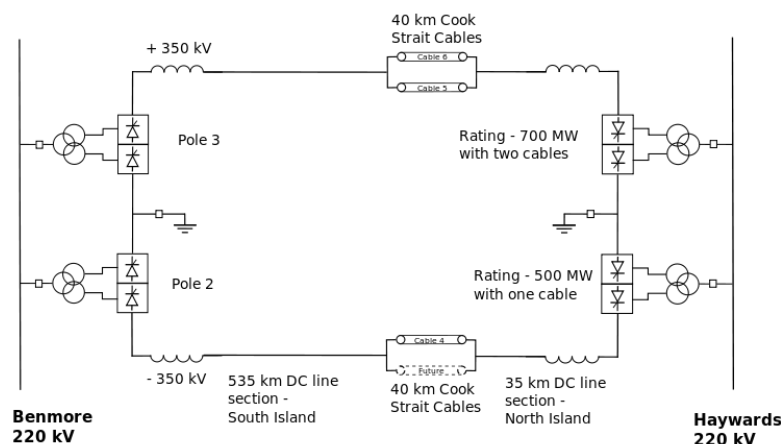 40 km Cook
Strait Cables
+ 350 kV
Cable 6
Cable 5
Pole 3
Rating - 700 MW
with two cables
Pole 2
Rating - 500 MW
with one cable
Cable 4
Future
- 350 kV
535 km DC line
section -
South Island
40 km Cook
Strait Cables
35 km DC line
section -
North Island
Benmore
220 kV
Haywards
220 kV